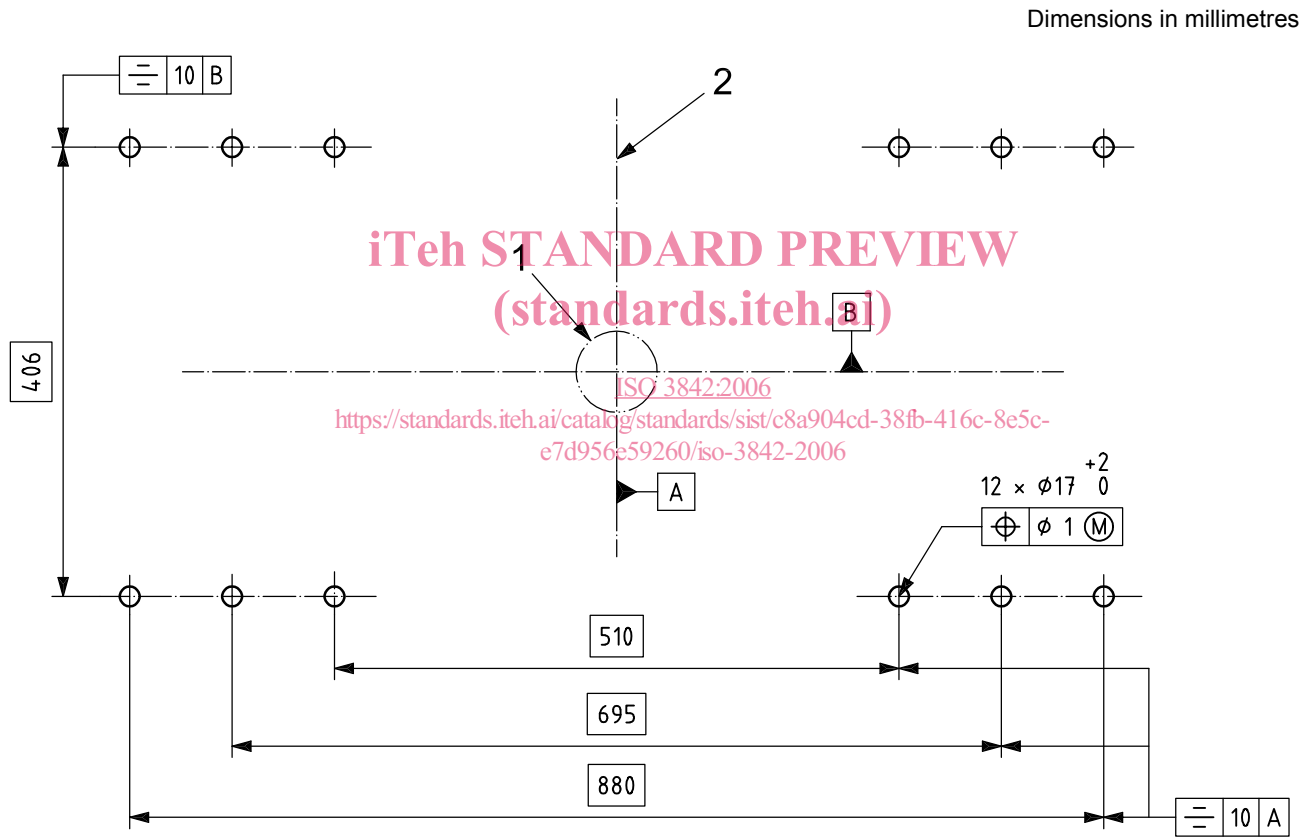 Dimensions in millimetres
⌯ 10 B
2
iTeh STANDARD PREVIEW
1
(standards.iteh.ai)
B
406
ISO 3842:2006
https://standards.iteh.ai/catalog/standards/sist/c8a904cd-38fb-416c-8e5c-
e7d956e59260/iso-3842-2006
A
+2
12 × ⌀17 0
⌖ ⌀ 1 Ⓜ
510
695
880
⌯ 10 A